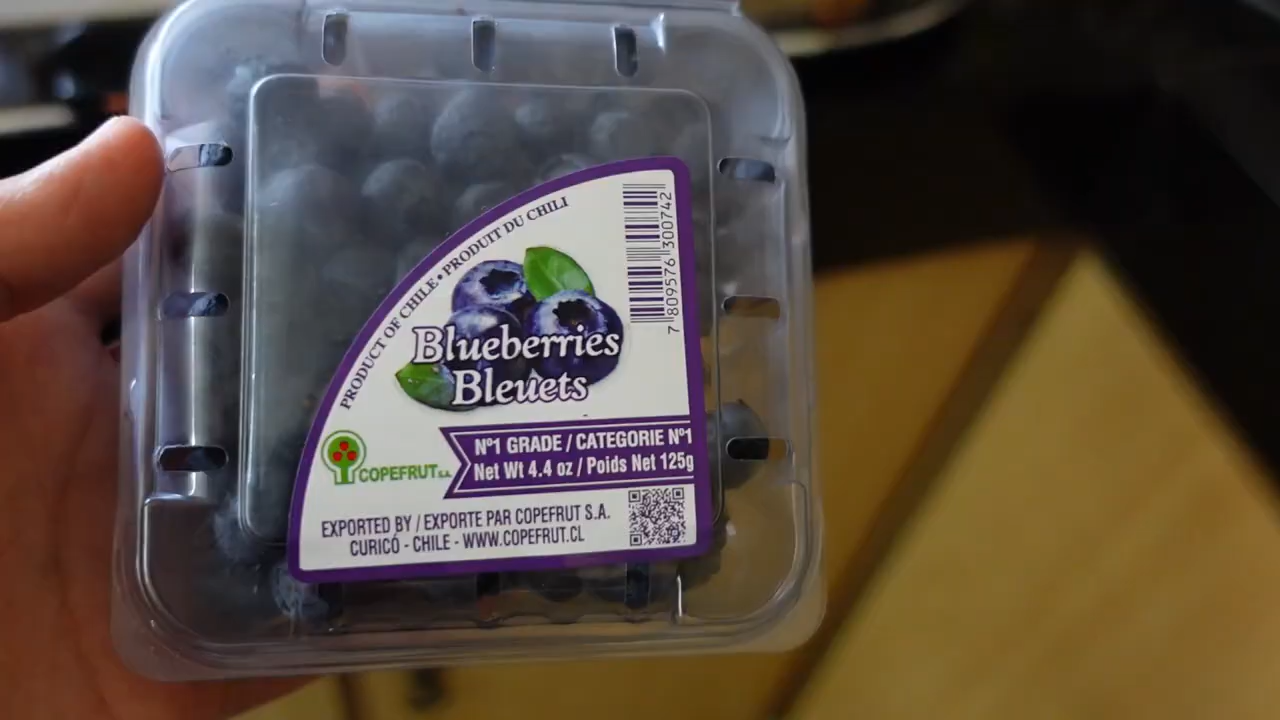 PRODUCT OF CHILE • PRODUIT DU CHILI
7 809576 300742
Blueberries
Bleuets
COPEFRUT S.A.
Nº1 GRADE / CATEGORIE Nº1
Net Wt 4.4 oz / Poids Net 125g
EXPORTED BY / EXPORTE PAR COPEFRUT S.A.
CURICÓ - CHILE - WWW.COPEFRUT.CL